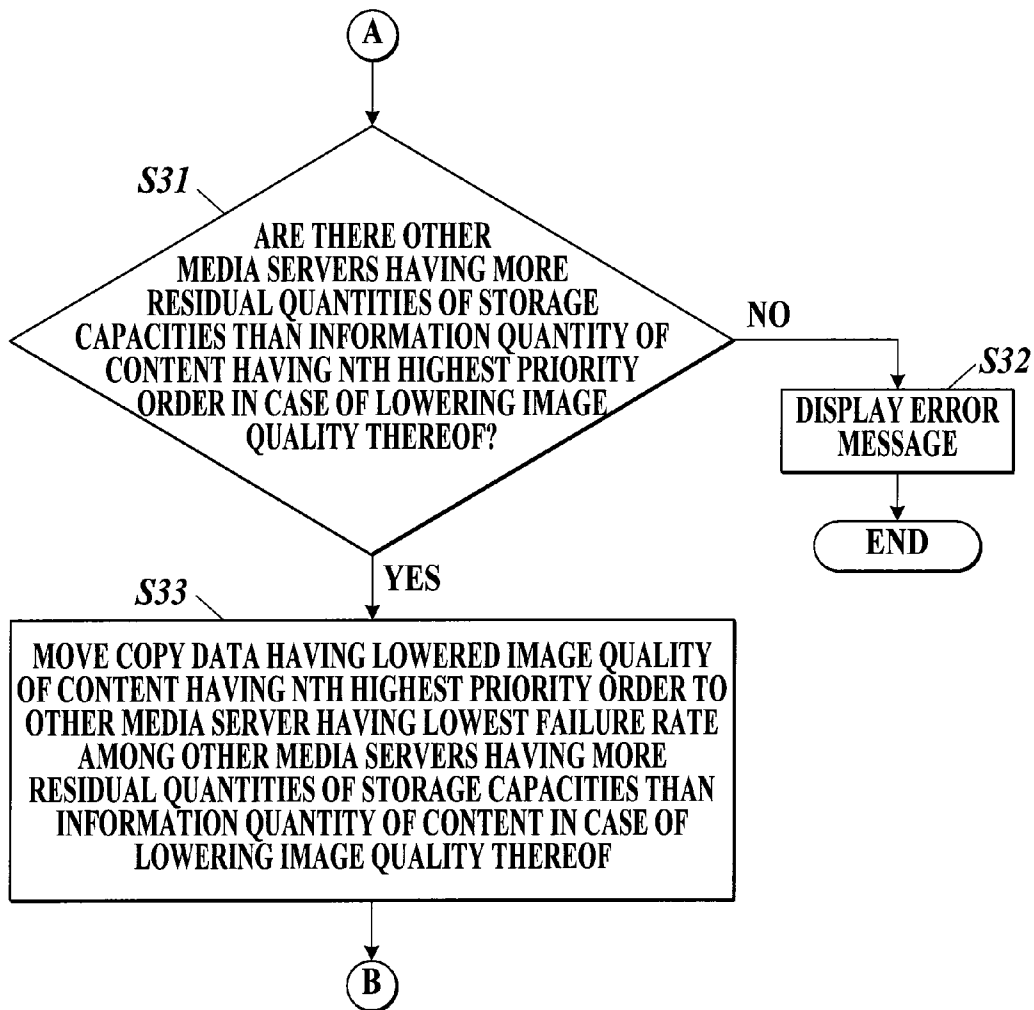 A
S31
ARE THERE OTHER
MEDIA SERVERS HAVING MORE
RESIDUAL QUANTITIES OF STORAGE
CAPACITIES THAN INFORMATION QUANTITY OF
CONTENT HAVING NTH HIGHEST PRIORITY
ORDER IN CASE OF LOWERING IMAGE
QUALITY THEREOF?
NO
S32
DISPLAY ERROR
MESSAGE
END
YES
S33
MOVE COPY DATA HAVING LOWERED IMAGE QUALITY
OF CONTENT HAVING NTH HIGHEST PRIORITY ORDER TO
OTHER MEDIA SERVER HAVING LOWEST FAILURE RATE
AMONG OTHER MEDIA SERVERS HAVING MORE
RESIDUAL QUANTITIES OF STORAGE CAPACITIES THAN
INFORMATION QUANTITY OF CONTENT IN CASE OF
LOWERING IMAGE QUALITY THEREOF
B